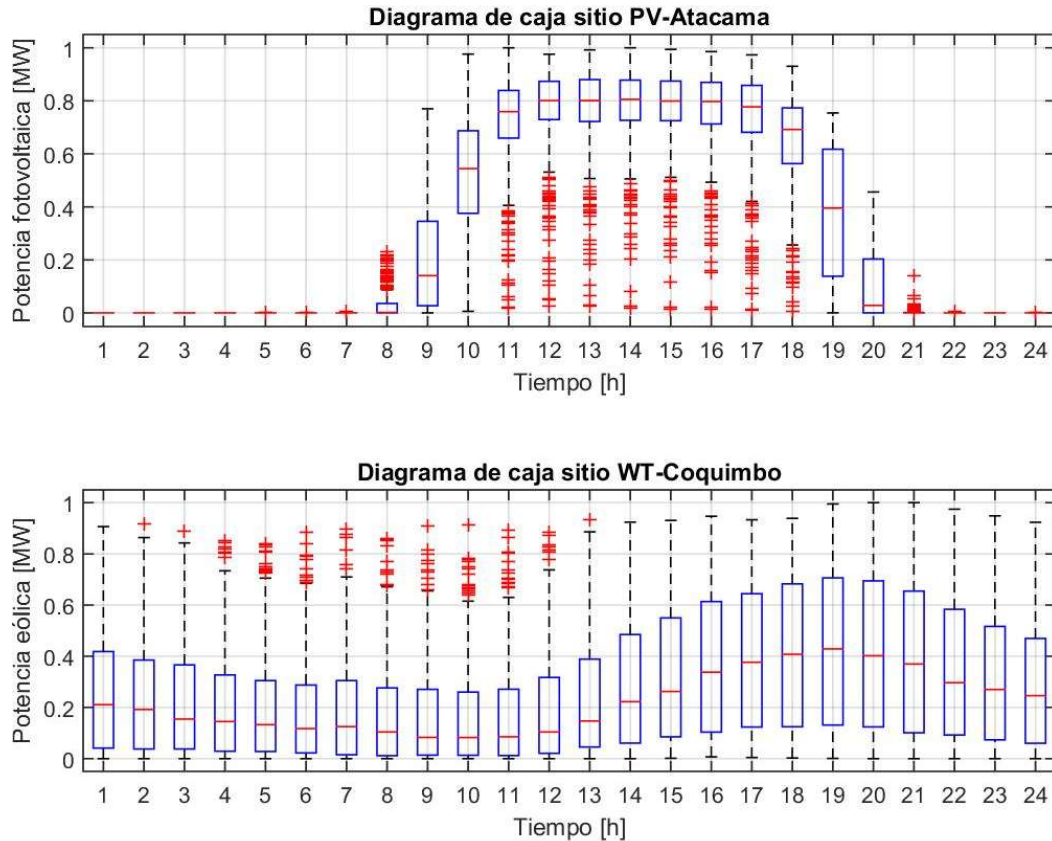 Diagrama de caja sitio PV-Atacama
Potencia fotovoltaica [MW]
1
0.8
0.6
0.4
0.2
0
1 2 3 4 5 6 7 8 9 10 11 12 13 14 15 16 17 18 19 20 21 22 23 24
Tiempo [h]
Diagrama de caja sitio WT-Coquimbo
Potencia eólica [MW]
1
0.8
0.6
0.4
0.2
0
1 2 3 4 5 6 7 8 9 10 11 12 13 14 15 16 17 18 19 20 21 22 23 24
Tiempo [h]